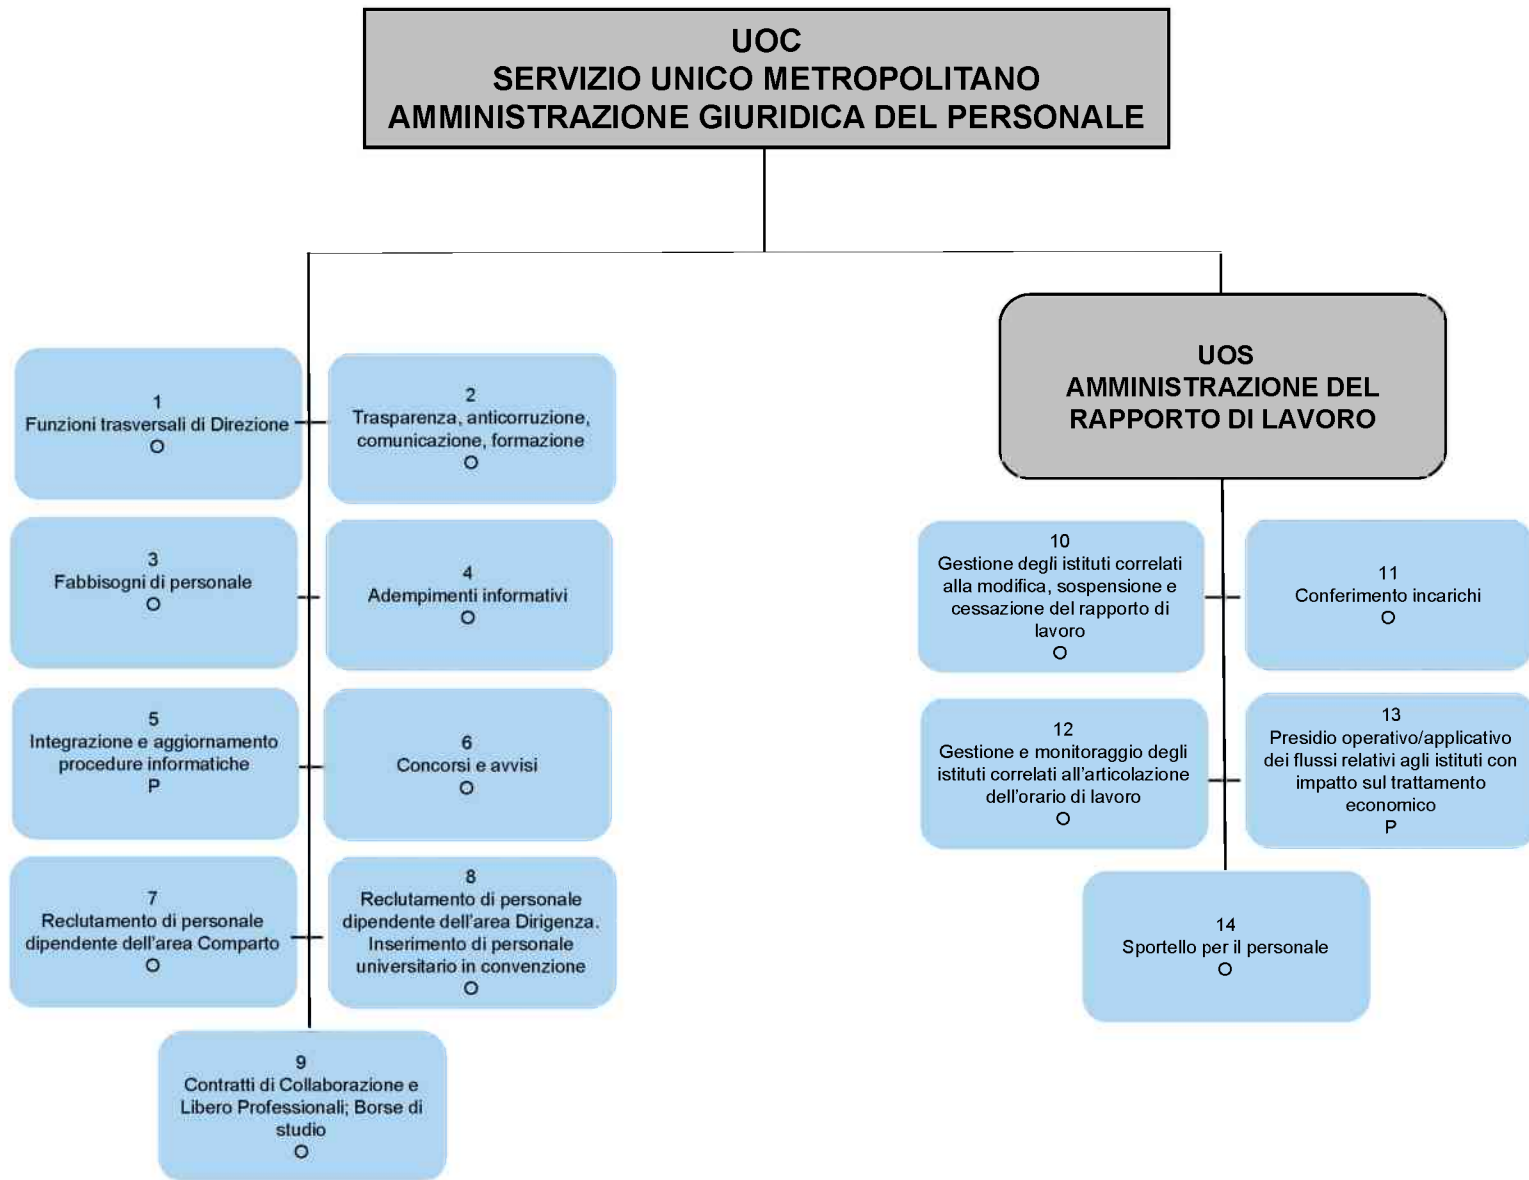 UOC
SERVIZIO UNICO METROPOLITANO
AMMINISTRAZIONE GIURIDICA DEL PERSONALE
1
Funzioni trasversali di Direzione
O
2
Trasparenza, anticorruzione,
comunicazione, formazione
O
3
Fabbisogni di personale
O
4
Adempimenti informativi
O
5
Integrazione e aggiornamento
procedure informatiche
P
6
Concorsi e avvisi
O
7
Reclutamento di personale
dipendente dell'area Comparto
O
8
Reclutamento di personale
dipendente dell'area Dirigenza.
Inserimento di personale
universitario in convenzione
O
9
Contratti di Collaborazione e
Libero Professionali; Borse di
studio
O
UOS
AMMINISTRAZIONE DEL
RAPPORTO DI LAVORO
10
Gestione degli istituti correlati
alla modifica, sospensione e
cessazione del rapporto di
lavoro
O
11
Conferimento incarichi
O
12
Gestione e monitoraggio degli
istituti correlati all'articolazione
dell'orario di lavoro
O
13
Presidio operativo/applicativo
dei flussi relativi agli istituti con
impatto sul trattamento
economico
P
14
Sportello per il personale
O